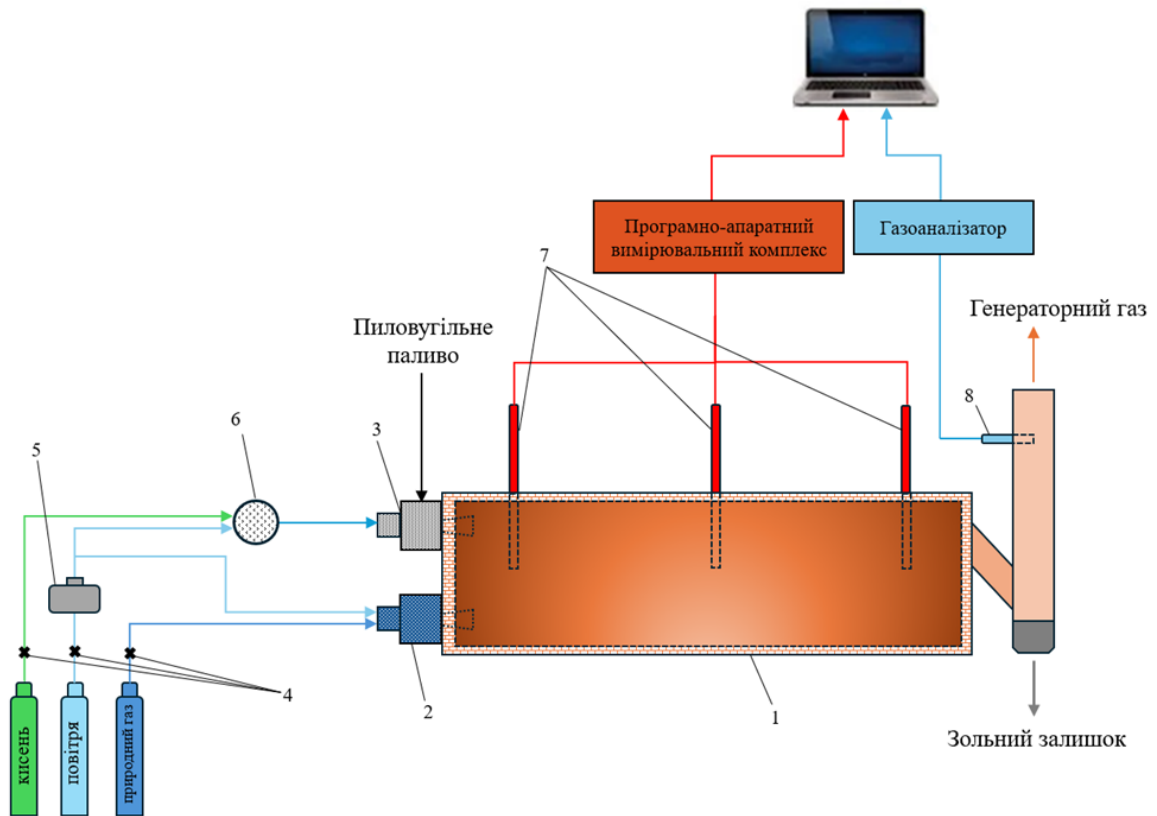 Програмно-апаратний
вимірювальний комплекс
Газоаналізатор
7
Генераторний газ
Пиловугільне
паливо
8
6
3
5
4
2
1
кисень
повітря
природний газ
Зольний залишок